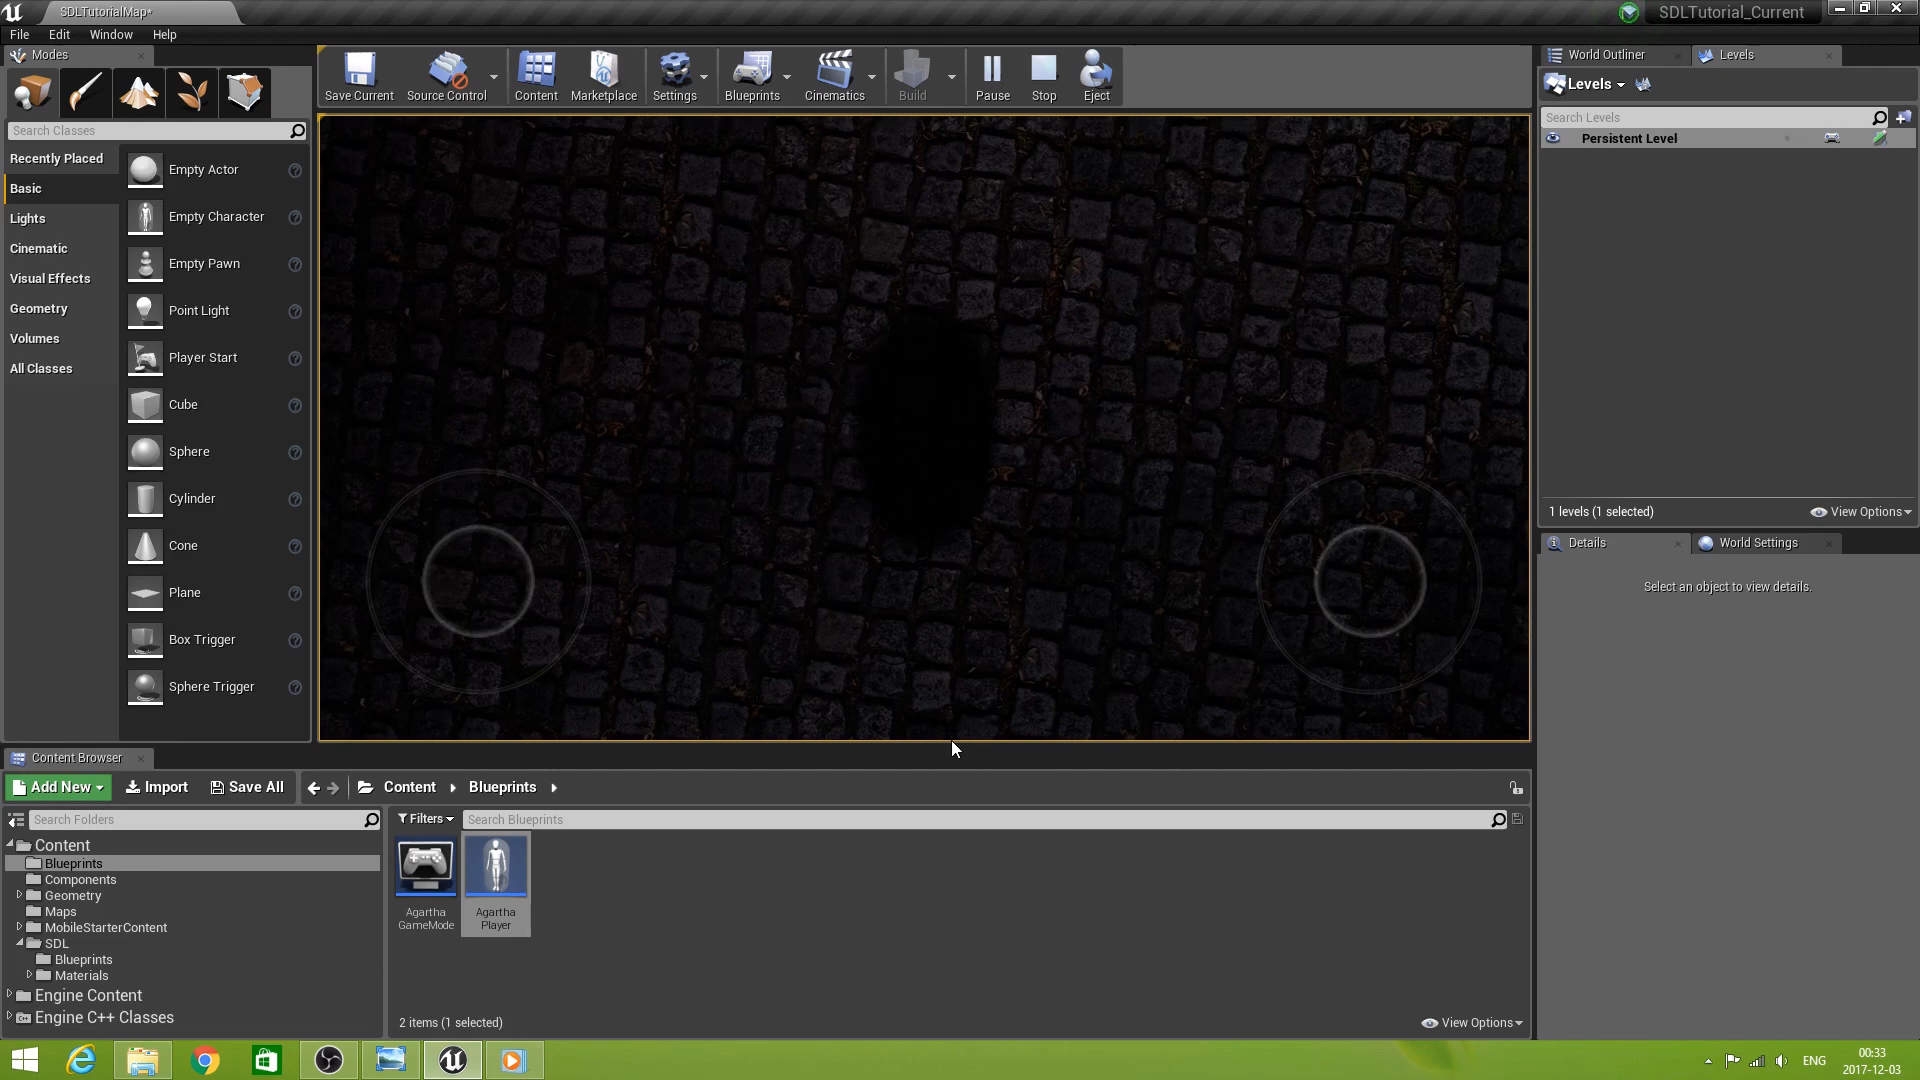 SDLTutorialMap*
SDLTutorial_Current
File
Edit
Window
Help
Modes
Search Classes
Recently Placed
Basic
Lights
Cinematic
Visual Effects
Geometry
Volumes
All Classes
Empty Actor
Empty Character
Empty Pawn
Point Light
Player Start
Cube
Sphere
Cylinder
Cone
Plane
Box Trigger
Sphere Trigger
Save Current
Source Control
Content
Marketplace
Settings
Blueprints
Cinematics
Build
Pause
Stop
Eject
World Outliner
Levels
Levels
Search Levels
Persistent Level
1 levels (1 selected)
View Options
Details
World Settings
Select an object to view details.
Content Browser
Add New
Import
Save All
Content
Blueprints
Search Folders
Content
Blueprints
Components
Geometry
Maps
MobileStarterContent
SDL
Blueprints
Materials
Engine Content
Engine C++ Classes
Filters
Search Blueprints
Agartha
GameMode
Agartha
Player
2 items (1 selected)
View Options
ENG
00:33
2017-12-03